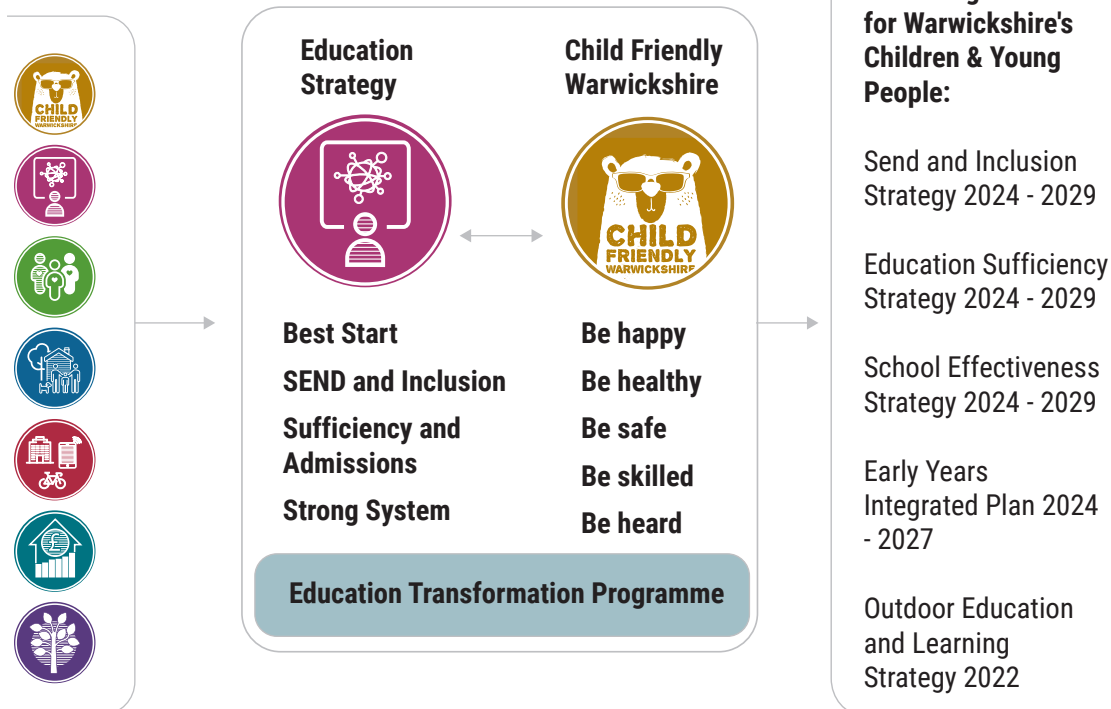 CHILD
FRIENDLY
WARWICKSHIRE
Education
Strategy
Child Friendly
Warwickshire
CHILD
FRIENDLY
WARWICKSHIRE
Best Start
SEND and Inclusion
Sufficiency and
Admissions
Strong System
Be happy
Be healthy
Be safe
Be skilled
Be heard
Education Transformation Programme
for Warwickshire's
Children & Young
People:
Send and Inclusion
Strategy 2024 - 2029
Education Sufficiency
Strategy 2024 - 2029
School Effectiveness
Strategy 2024 - 2029
Early Years
Integrated Plan 2024
- 2027
Outdoor Education
and Learning
Strategy 2022
£